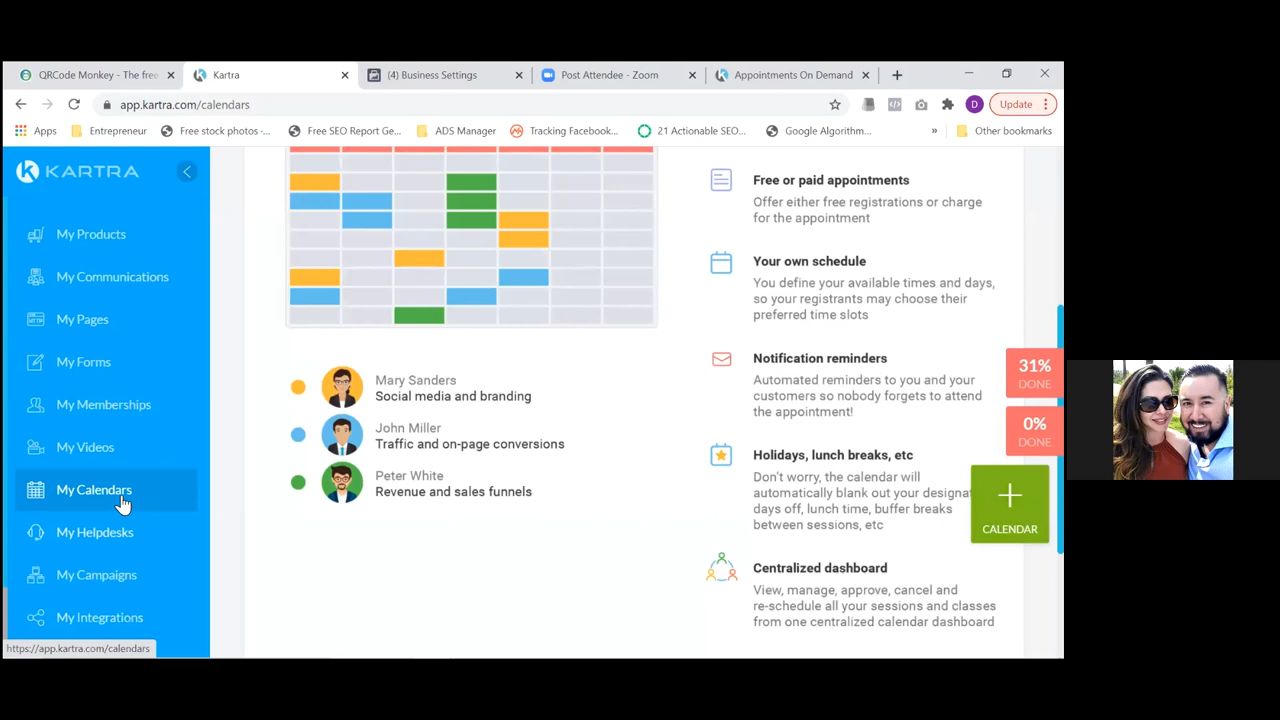 QRCode Monkey - The free
Kartra
(4) Business Settings
Post Attendee - Zoom
Appointments On Demand
app.kartra.com/calendars
D
Update
Apps
Entrepreneur
Free stock photos -...
Free SEO Report Ge...
ADS Manager
Tracking Facebook...
21 Actionable SEO...
Google Algorithm...
»
Other bookmarks
KARTRA
My Products
My Communications
My Pages
My Forms
My Memberships
My Videos
My Calendars
My Helpdesks
My Campaigns
My Integrations
https://app.kartra.com/calendars
Mary Sanders
Social media and branding
John Miller
Traffic and on-page conversions
Peter White
Revenue and sales funnels
Free or paid appointments
Offer either free registrations or charge
for the appointment
Your own schedule
You define your available times and days,
so your registrants may choose their
preferred time slots
Notification reminders
Automated reminders to you and your
customers so nobody forgets to attend
the appointment!
Holidays, lunch breaks, etc
Don't worry, the calendar will
automatically blank out your designat
days off, lunch time, buffer breaks
between sessions, etc
Centralized dashboard
View, manage, approve, cancel and
re-schedule all your sessions and classes
from one centralized calendar dashboard
31%
DONE
0%
DONE
CALENDAR